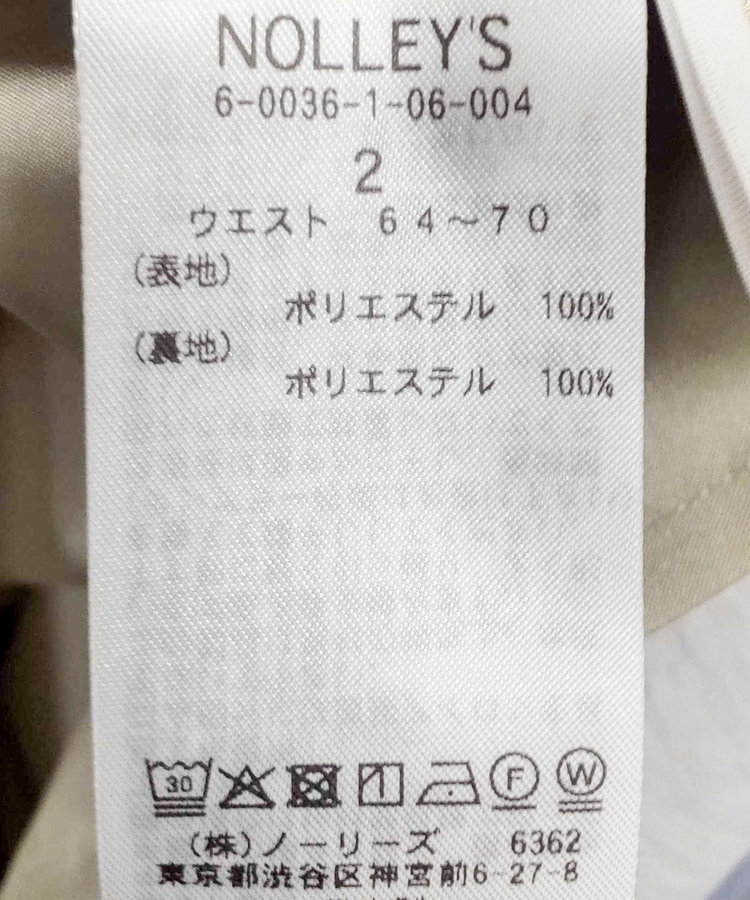 NOLLEY'S
6-0036-1-06-004
2
ウエスト 64～70
(表地)
ポリエステル 100%
(裏地)
ポリエステル 100%
30
F W
(株)ノーリーズ 6362
東京都渋谷区神宮前6-27-8